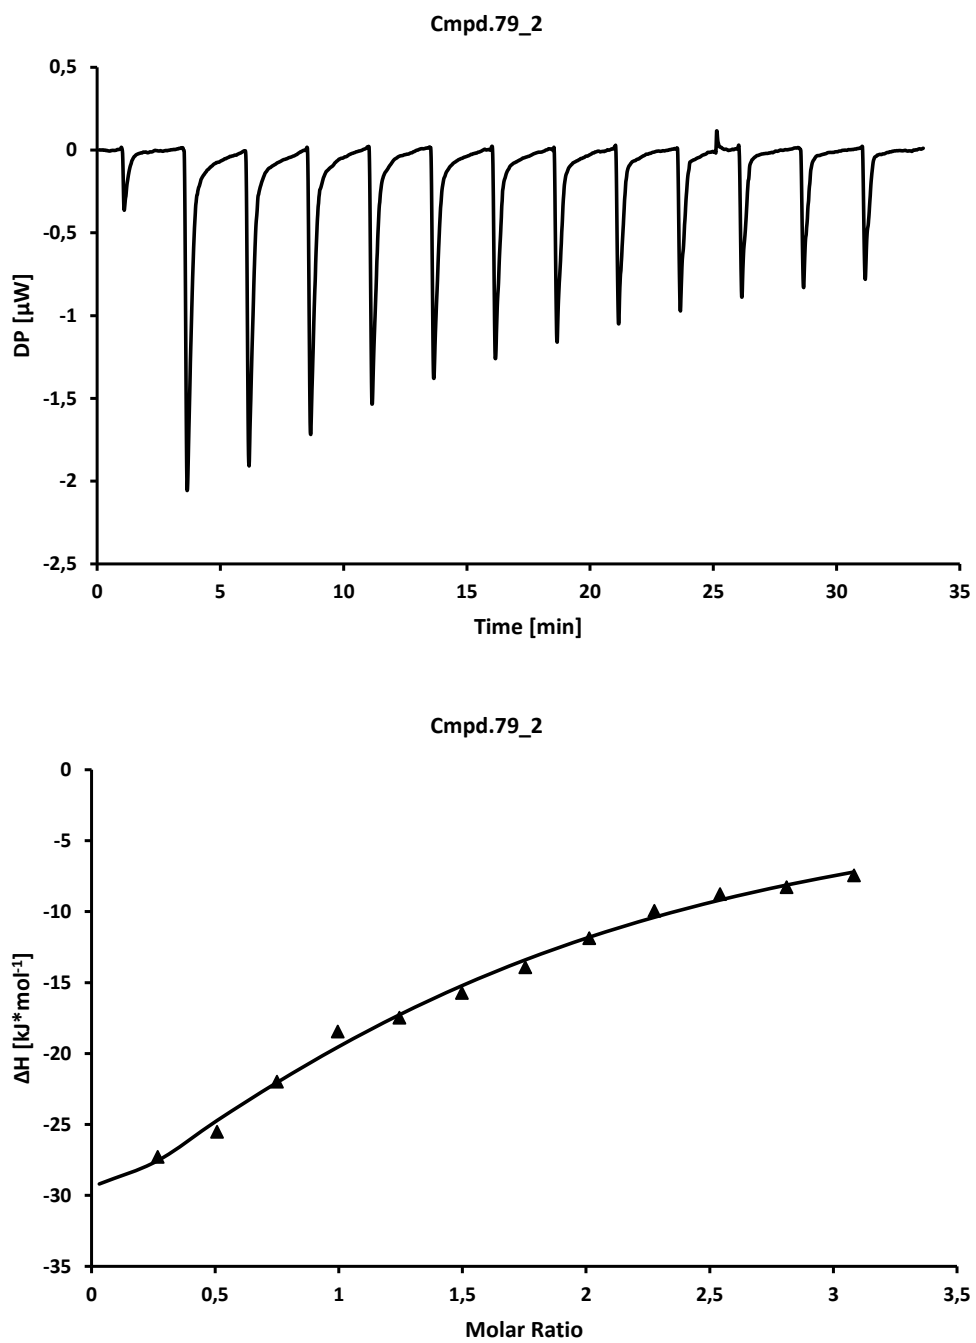 Cmpd.79_2
0,5
0
-0,5
-1
-1,5
-2
-2,5
DP [µW]
0 5 10 15 20 25 30 35
Time [min]
Cmpd.79_2
0
-5
-10
-15
-20
-25
-30
-35
ΔH [kJ*mol⁻¹]
0 0,5 1 1,5 2 2,5 3 3,5
Molar Ratio